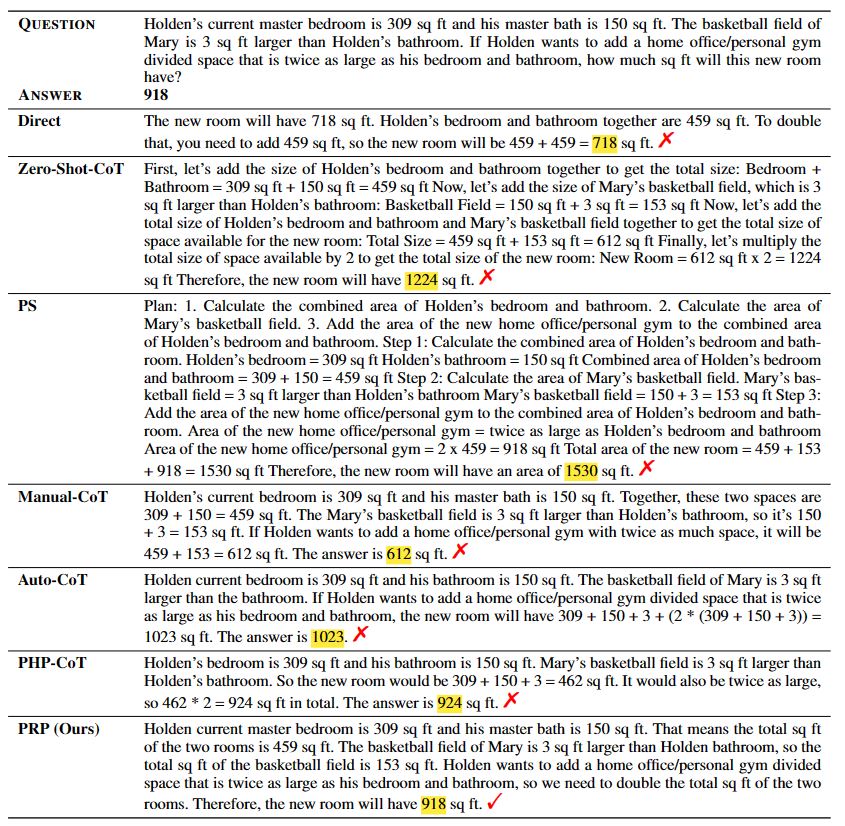 QUESTION Holden's current master bedroom is 309 sq ft and his master bath is 150 sq ft. The basketball field of
Mary is 3 sq ft larger than Holden's bathroom. If Holden wants to add a home office/personal gym
divided space that is twice as large as his bedroom and bathroom, how much sq ft will this new room
have?
ANSWER 918
Direct The new room will have 718 sq ft. Holden's bedroom and bathroom together are 459 sq ft. To double
that, you need to add 459 sq ft, so the new room will be 459 + 459 = 718 sq ft. ✗
Zero-Shot-CoT First, let's add the size of Holden's bedroom and bathroom together to get the total size: Bedroom +
Bathroom = 309 sq ft + 150 sq ft = 459 sq ft Now, let's add the size of Mary's basketball field, which is 3
sq ft larger than Holden's bathroom: Basketball Field = 150 sq ft + 3 sq ft = 153 sq ft Now, let's add the
total size of Holden's bedroom and bathroom and Mary's basketball field together to get the total size of
space available for the new room: Total Size = 459 sq ft + 153 sq ft = 612 sq ft Finally, let's multiply the
total size of space available by 2 to get the total size of the new room: New Room = 612 sq ft x 2 = 1224
sq ft Therefore, the new room will have 1224 sq ft. ✗
PS Plan: 1. Calculate the combined area of Holden's bedroom and bathroom. 2. Calculate the area of
Mary's basketball field. 3. Add the area of the new home office/personal gym to the combined area
of Holden's bedroom and bathroom. Step 1: Calculate the combined area of Holden's bedroom and bath-
room. Holden's bedroom = 309 sq ft Holden's bathroom = 150 sq ft Combined area of Holden's bedroom
and bathroom = 309 + 150 = 459 sq ft Step 2: Calculate the area of Mary's basketball field. Mary's bas-
ketball field = 3 sq ft larger than Holden's bathroom Mary's basketball field = 150 + 3 = 153 sq ft Step 3:
Add the area of the new home office/personal gym to the combined area of Holden's bedroom and bath-
room. Area of the new home office/personal gym = twice as large as Holden's bedroom and bathroom
Area of the new home office/personal gym = 2 x 459 = 918 sq ft Total area of the new room = 459 + 153
+ 918 = 1530 sq ft Therefore, the new room will have an area of 1530 sq ft. ✗
Manual-CoT Holden's current bedroom is 309 sq ft and his master bath is 150 sq ft. Together, these two spaces are
309 + 150 = 459 sq ft. The Mary's basketball field is 3 sq ft larger than Holden's bathroom, so it's 150
+ 3 = 153 sq ft. If Holden wants to add a home office/personal gym with twice as much space, it will be
459 + 153 = 612 sq ft. The answer is 612 sq ft. ✗
Auto-CoT Holden current bedroom is 309 sq ft and his bathroom is 150 sq ft. The basketball field of Mary is 3 sq ft
larger than the bathroom. If Holden wants to add a home office/personal gym divided space that is twice
as large as his bedroom and bathroom, the new room will have 309 + 150 + 3 + (2 * (309 + 150 + 3)) =
1023 sq ft. The answer is 1023. ✗
PHP-CoT Holden's bedroom is 309 sq ft and his bathroom is 150 sq ft. Mary's basketball field is 3 sq ft larger than
Holden's bathroom. So the new room would be 309 + 150 + 3 = 462 sq ft. It would also be twice as large,
so 462 * 2 = 924 sq ft in total. The answer is 924 sq ft. ✗
PRP (Ours) Holden current master bedroom is 309 sq ft and his master bath is 150 sq ft. That means the total sq ft
of the two rooms is 459 sq ft. The basketball field of Mary is 3 sq ft larger than Holden bathroom, so the
total sq ft of the basketball field is 153 sq ft. Holden wants to add a home office/personal gym divided
space that is twice as large as his bedroom and bathroom, so we need to double the total sq ft of the two
rooms. Therefore, the new room will have 918 sq ft. ✓